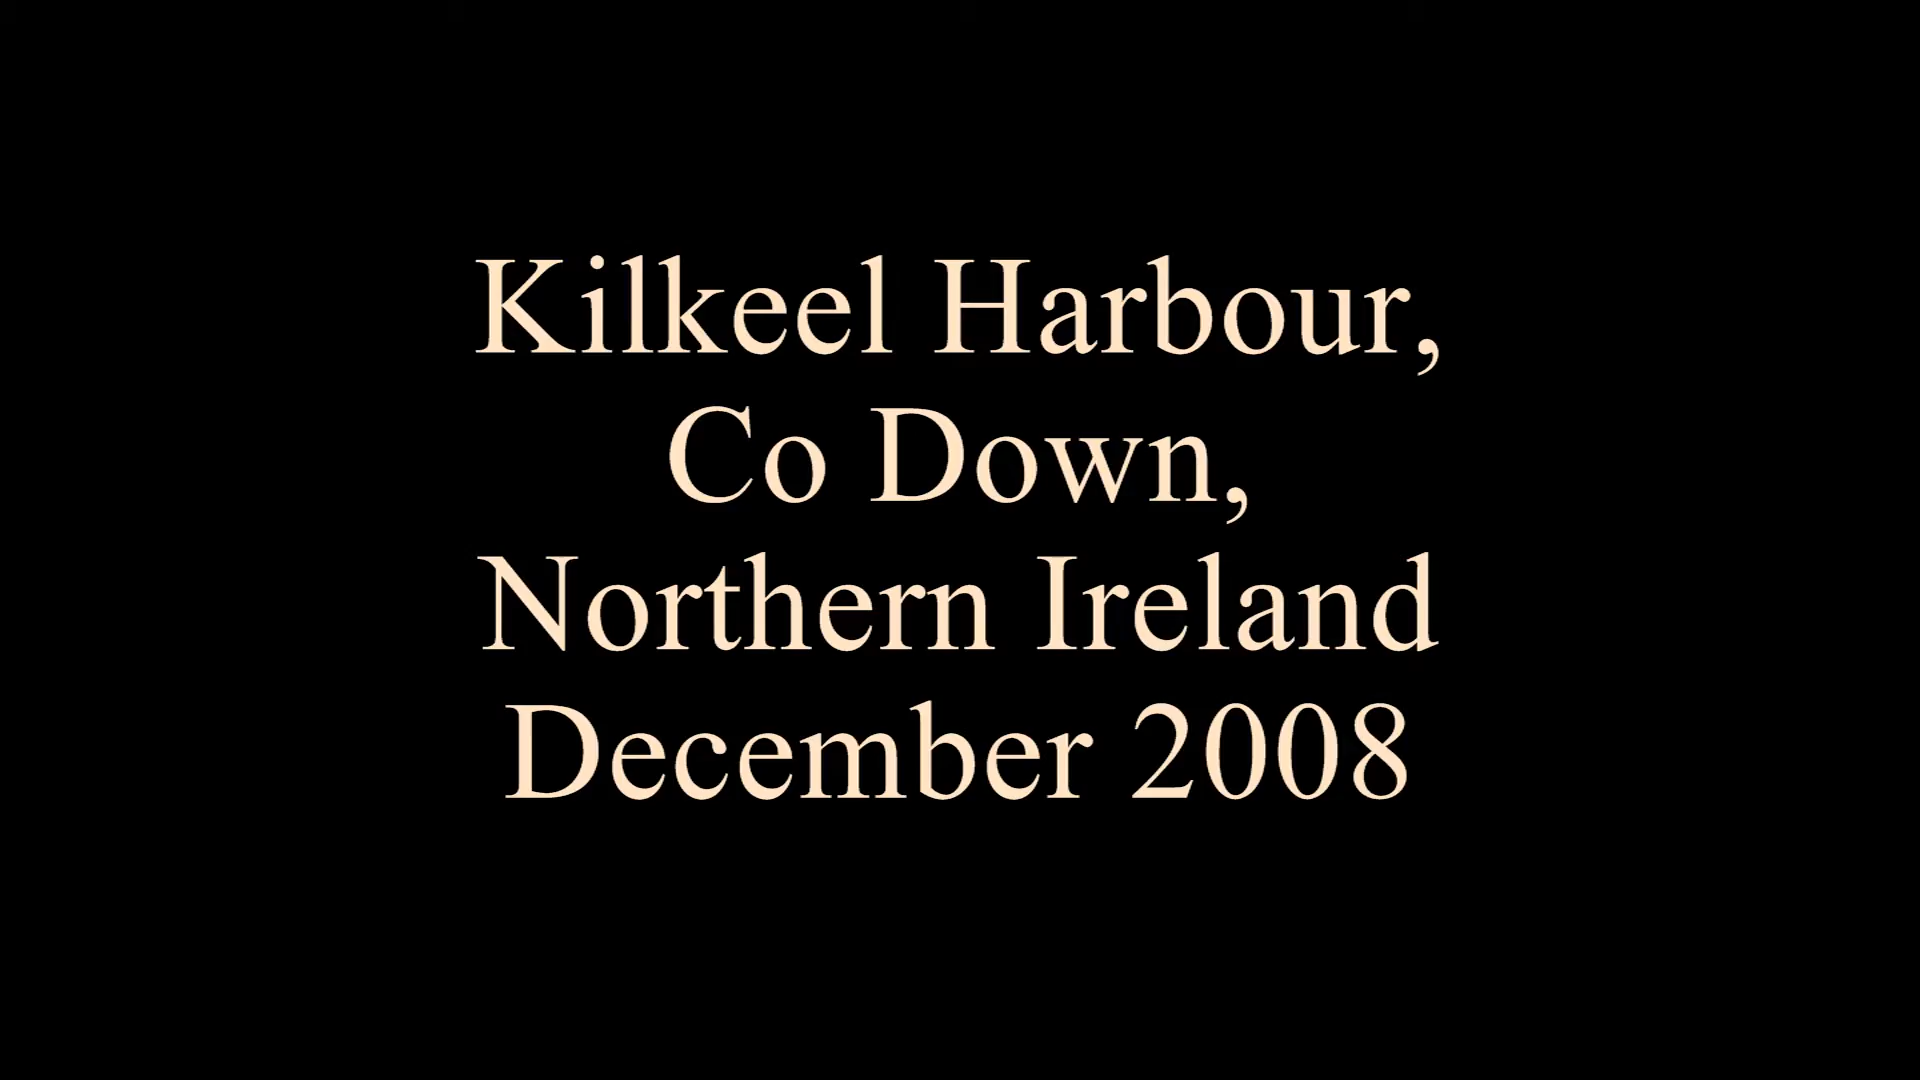 Kilkeel Harbour,
Co Down,
Northern Ireland
December 2008